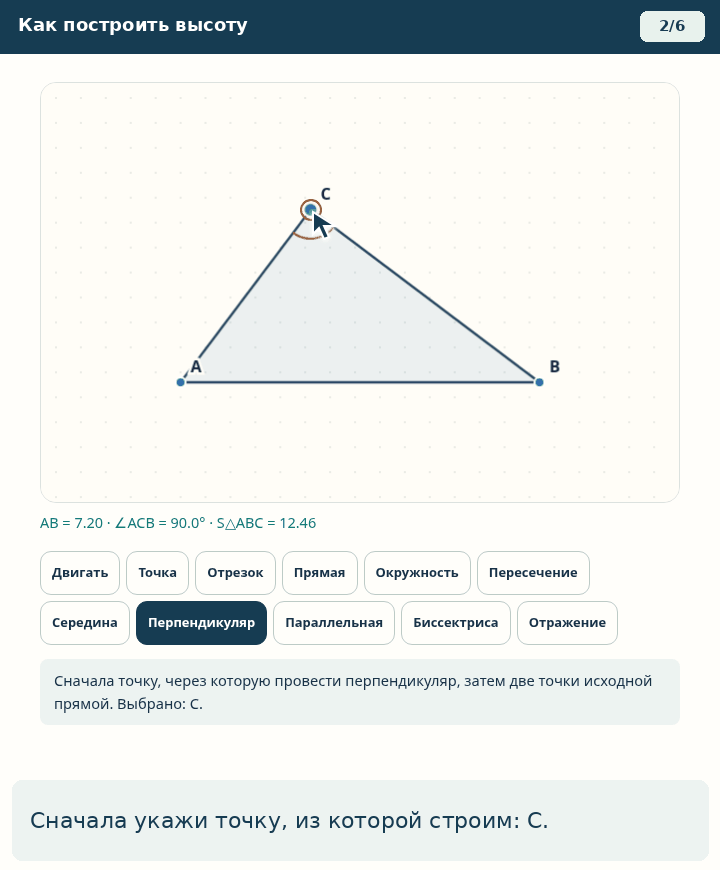 Как построить высоту
2/6
C
A
B
AB = 7.20 · ∠ACB = 90.0° · S△ABC = 12.46
Двигать
Точка
Отрезок
Прямая
Окружность
Пересечение
Середина
Перпендикуляр
Параллельная
Биссектриса
Отражение
Сначала точку, через которую провести перпендикуляр, затем две точки исходной
прямой. Выбрано: C.
Сначала укажи точку, из которой строим: C.